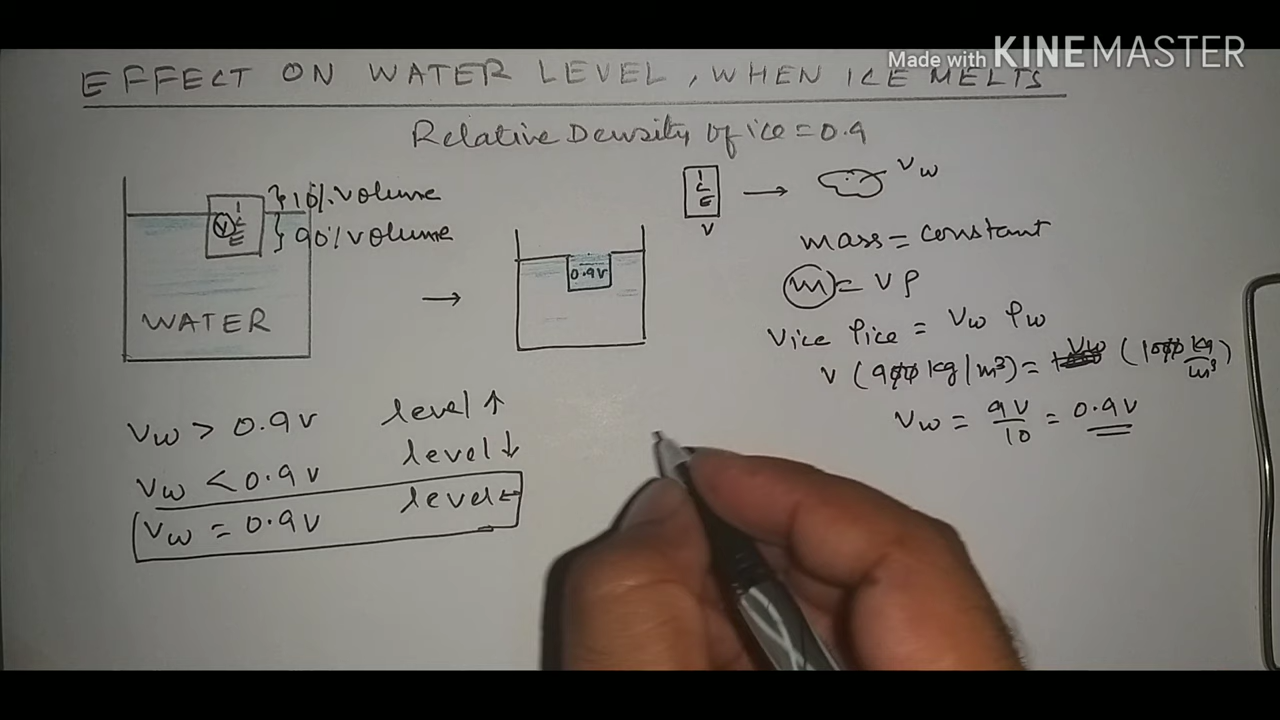 Made with KINEMASTER
EFFECT ON WATER LEVEL, WHEN ICE MELTS
Relative Density of ice = 0.9
ICE
V
}10% volume
}90% volume
WATER
→
0.9V
ICE → Vw
V
mass = constant
m = Vρ
Vice ρice = Vw ρw
V (900 kg/m³) = Vw (1000 kg/m³)
Vw = 9V/10 = 0.9V
Vw > 0.9V level ↑
Vw < 0.9V level ↓
Vw = 0.9V level